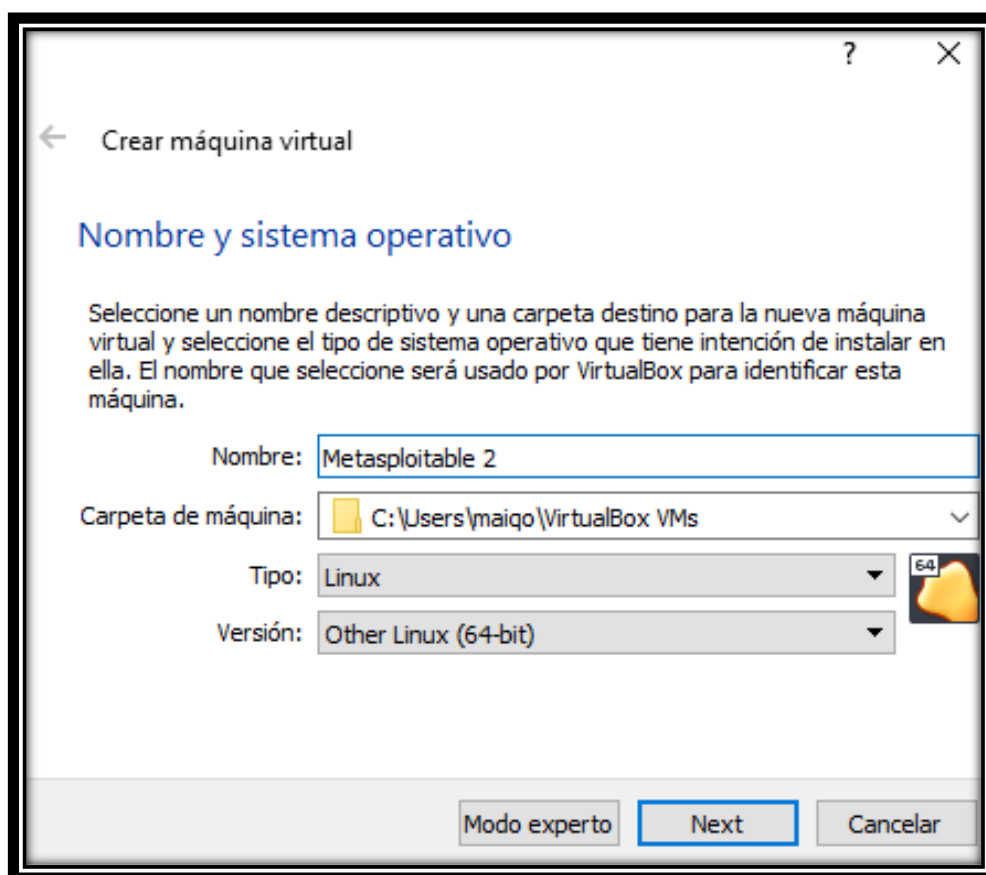 ?
Crear máquina virtual
Nombre y sistema operativo
Seleccione un nombre descriptivo y una carpeta destino para la nueva máquina
virtual y seleccione el tipo de sistema operativo que tiene intención de instalar en
ella. El nombre que seleccione será usado por VirtualBox para identificar esta
máquina.
Nombre: Metasploitable 2
Carpeta de máquina: C:\Users\maiqo\VirtualBox VMs
Tipo: Linux
64
Versión: Other Linux (64-bit)
Modo experto Next Cancelar